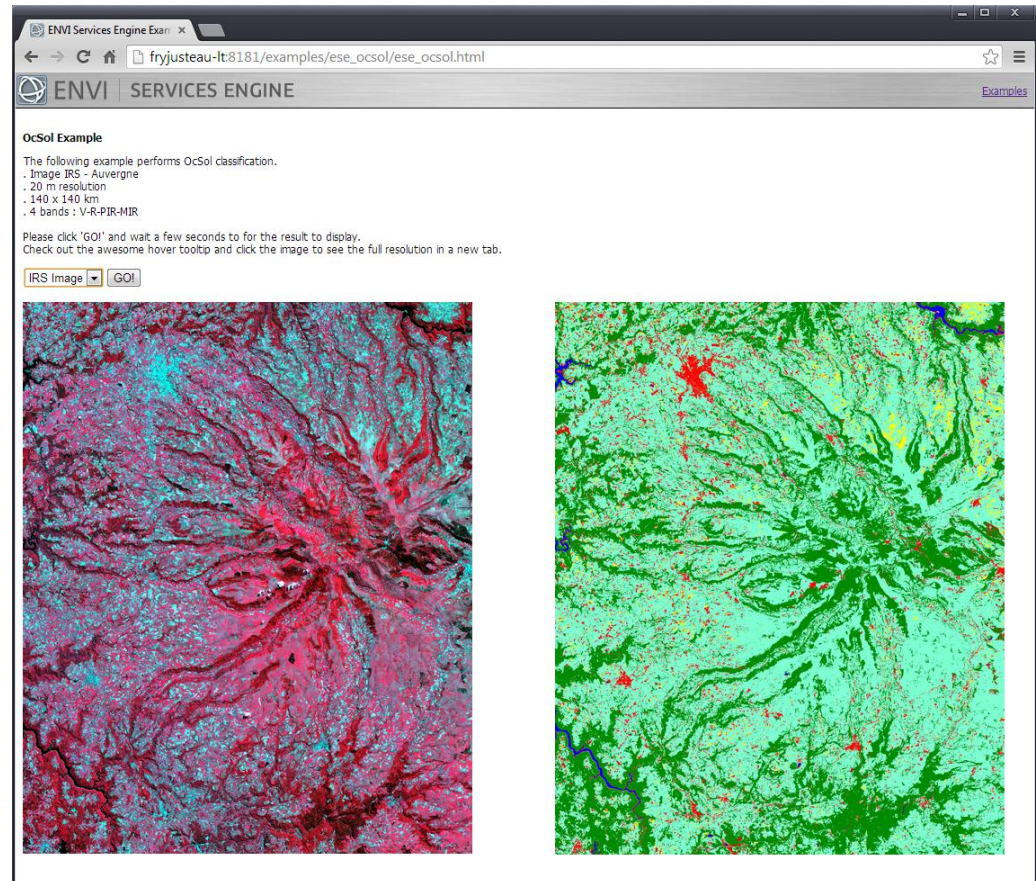 ENVI Services Engine Exam
fryjusteau-lt:8181/examples/ese_ocsol/ese_ocsol.html
ENVI | SERVICES ENGINE
Examples
OcSol Example
The following example performs OcSol classification.
. Image IRS - Auvergne
. 20 m resolution
. 140 x 140 km
. 4 bands : V-R-PIR-MIR
Please click 'GO!' and wait a few seconds to for the result to display.
Check out the awesome hover tooltip and click the image to see the full resolution in a new tab.
IRS Image GO!